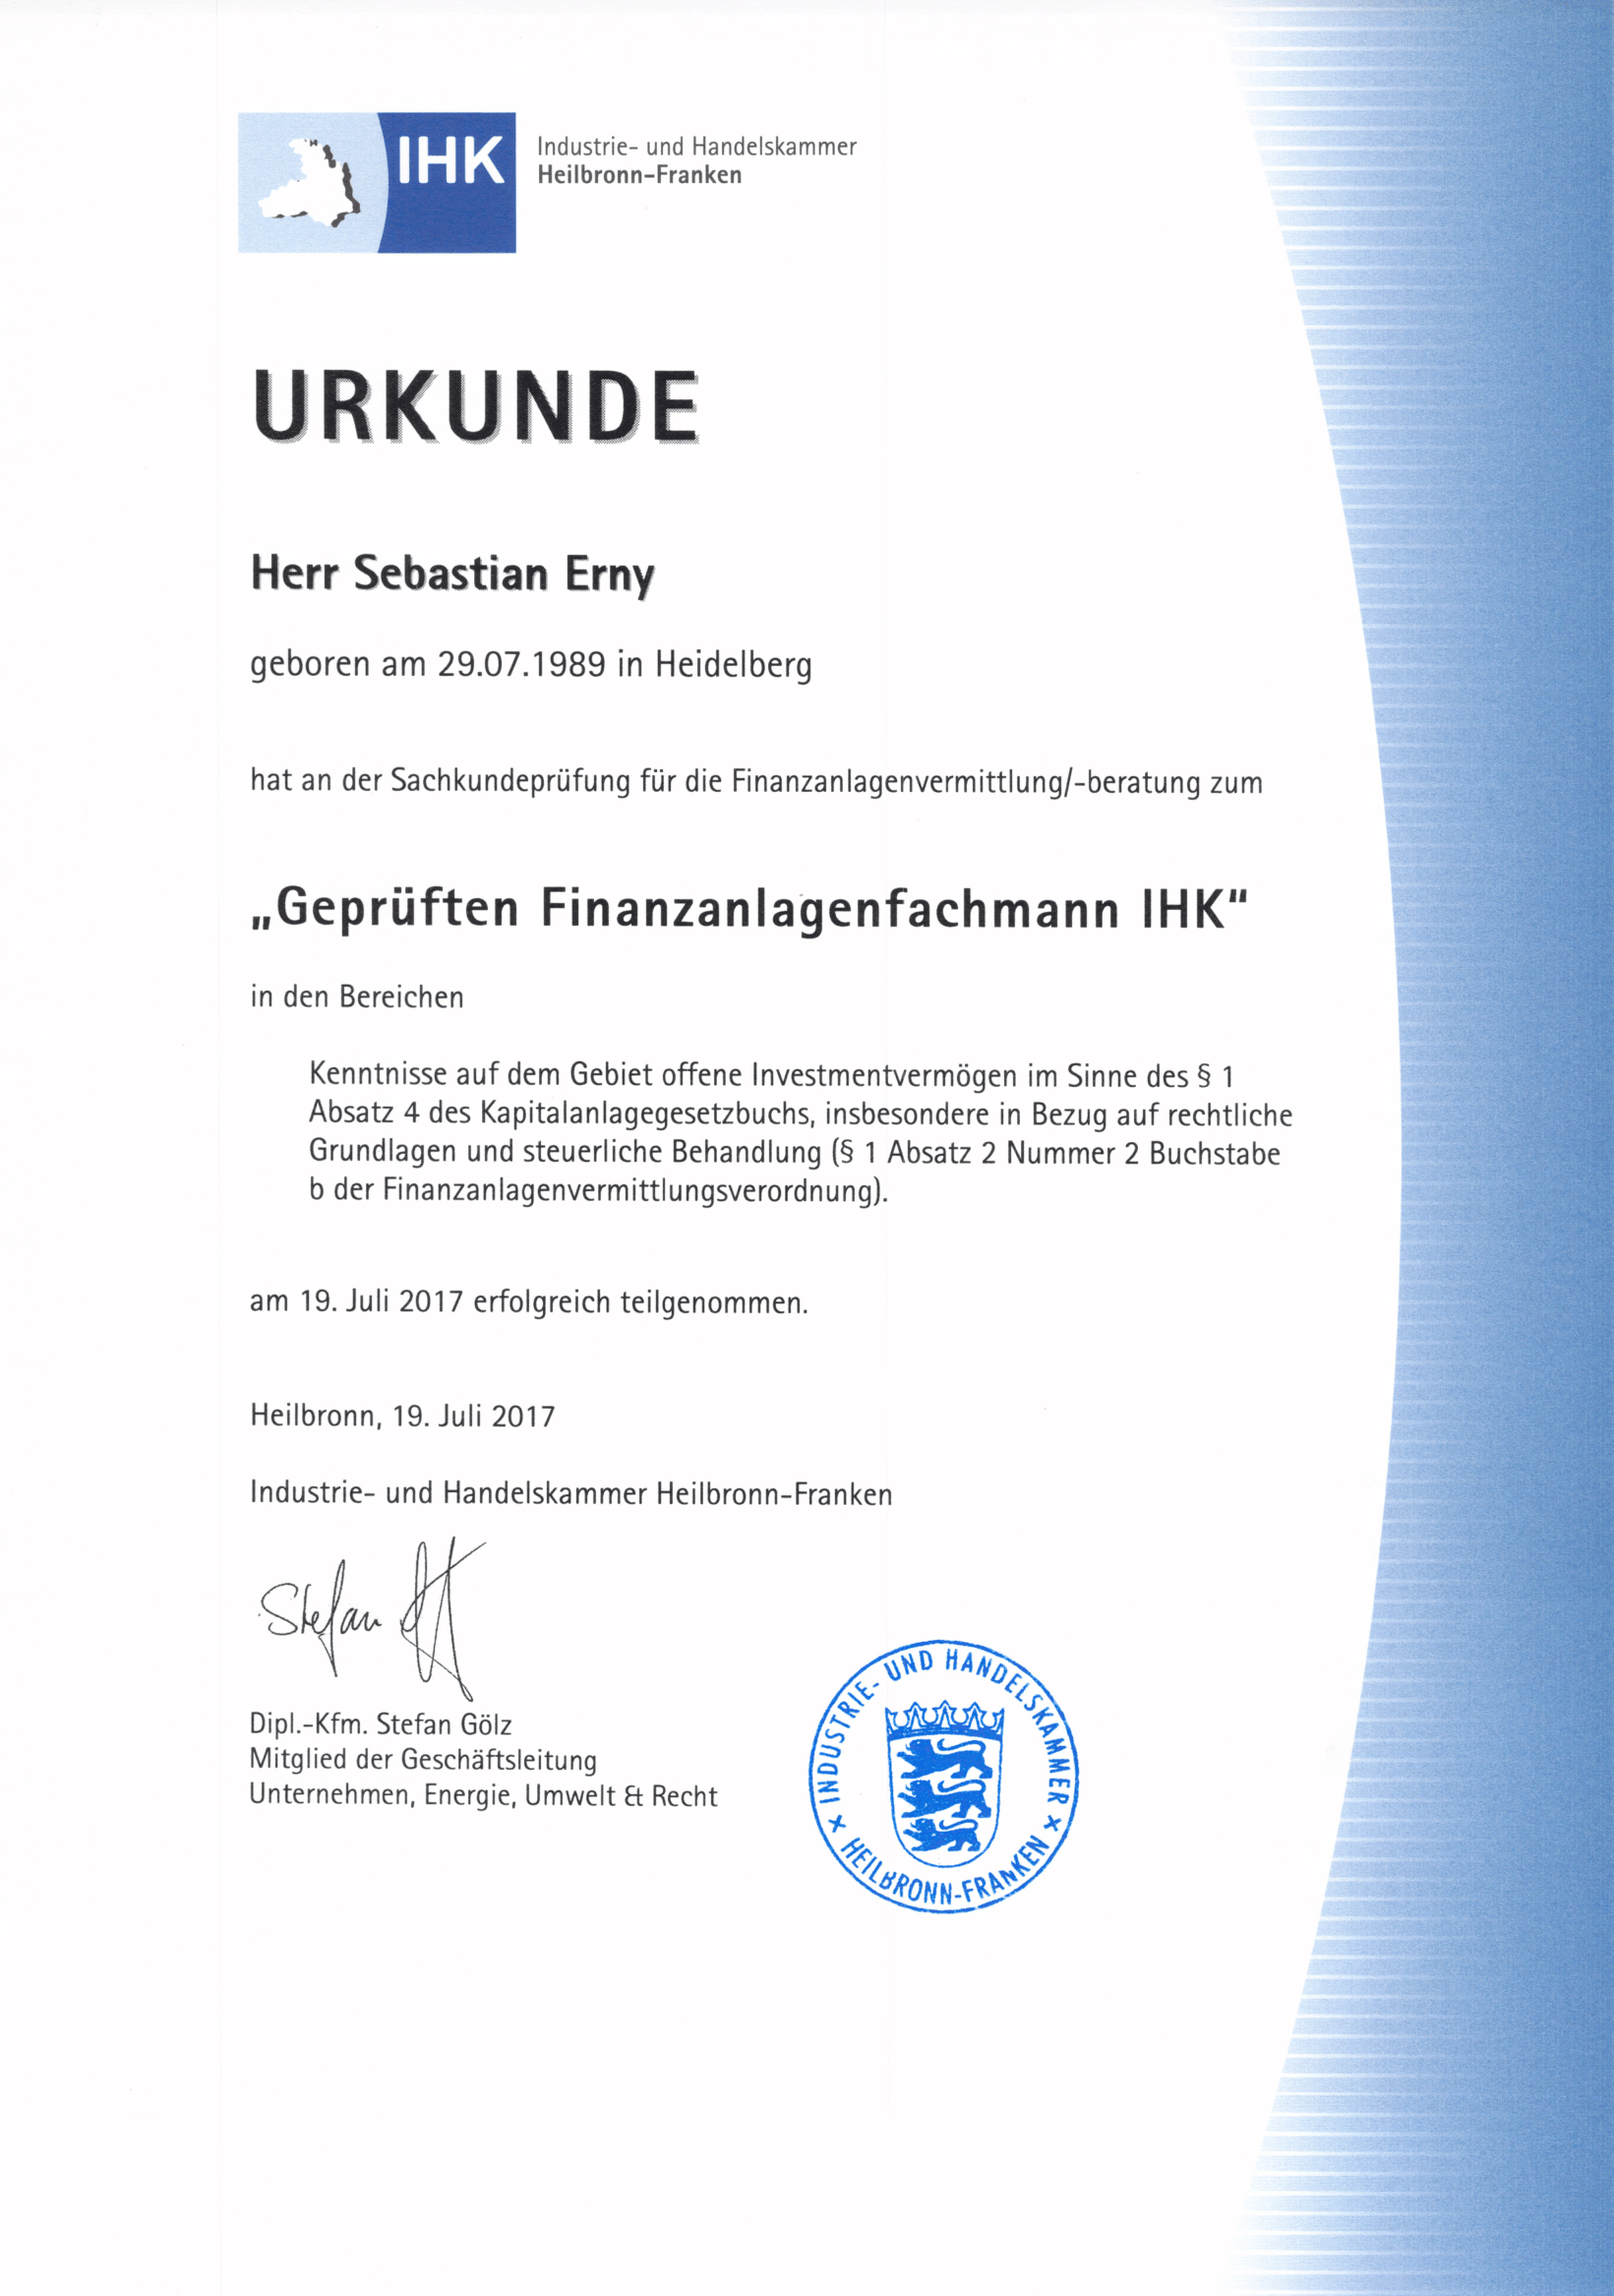 IHK
Industrie- und Handelskammer
Heilbronn-Franken
URKUNDE
Herr Sebastian Erny
geboren am 29.07.1989 in Heidelberg
hat an der Sachkundeprüfung für die Finanzanlagenvermittlung/-beratung zum
„Geprüften Finanzanlagenfachmann IHK“
in den Bereichen
Kenntnisse auf dem Gebiet offene Investmentvermögen im Sinne des § 1
Absatz 4 des Kapitalanlagegesetzbuchs, insbesondere in Bezug auf rechtliche
Grundlagen und steuerliche Behandlung (§ 1 Absatz 2 Nummer 2 Buchstabe
b der Finanzanlagenvermittlungsverordnung).
am 19. Juli 2017 erfolgreich teilgenommen.
Heilbronn, 19. Juli 2017
Industrie- und Handelskammer Heilbronn-Franken
Stefan
Dipl.-Kfm. Stefan Gölz
Mitglied der Geschäftsleitung
Unternehmen, Energie, Umwelt & Recht
INDUSTRIE- UND HANDELSKAMMER
HEILBRONN-FRANKEN